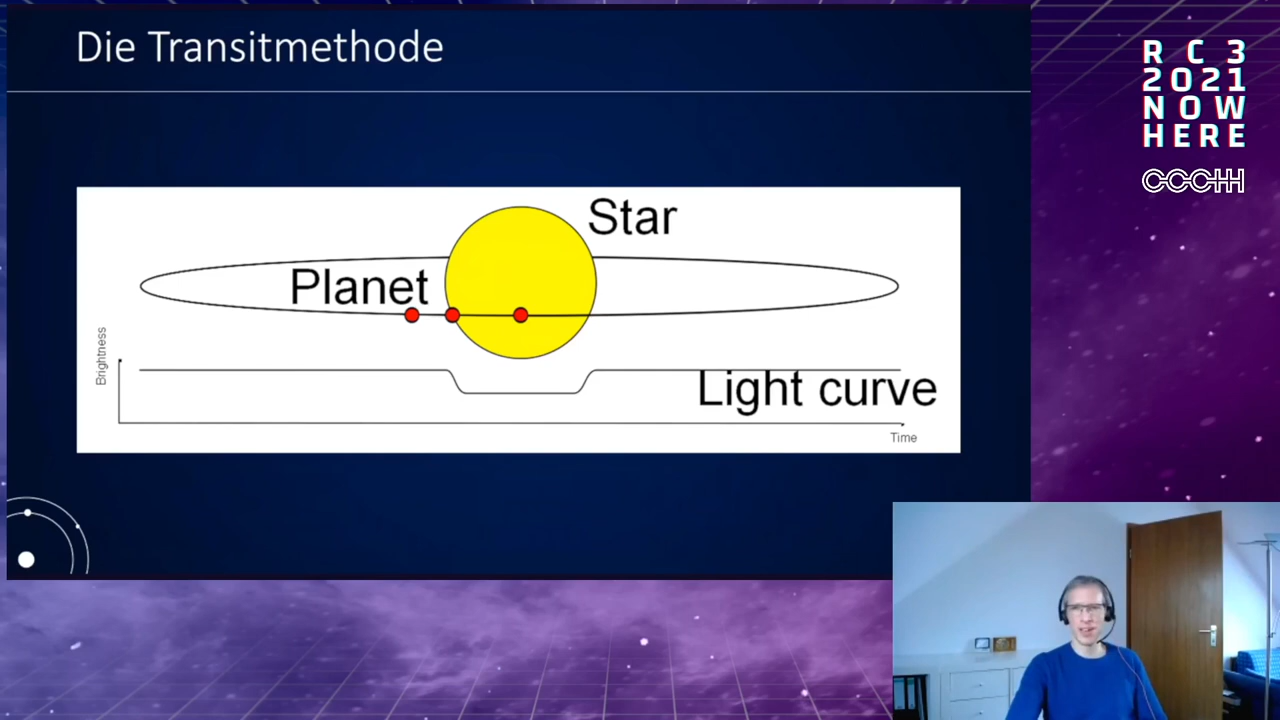 Die Transitmethode
R C 3
2021
NOW
HERE
CCCHH
Star
Planet
Brightness
Light curve
Time